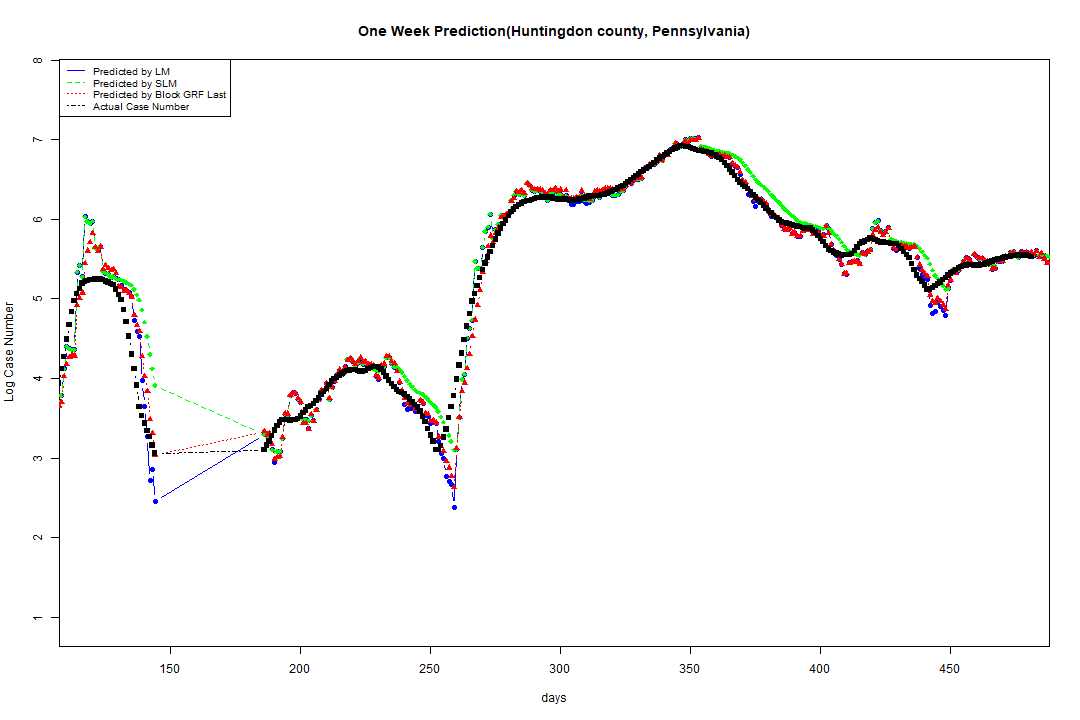 One Week Prediction(Huntingdon county, Pennsylvania)
Predicted by LM
Predicted by SLM
Predicted by Block GRF Last
Actual Case Number
Log Case Number
8
7
6
5
4
3
2
1
150 200 250 300 350 400 450
days